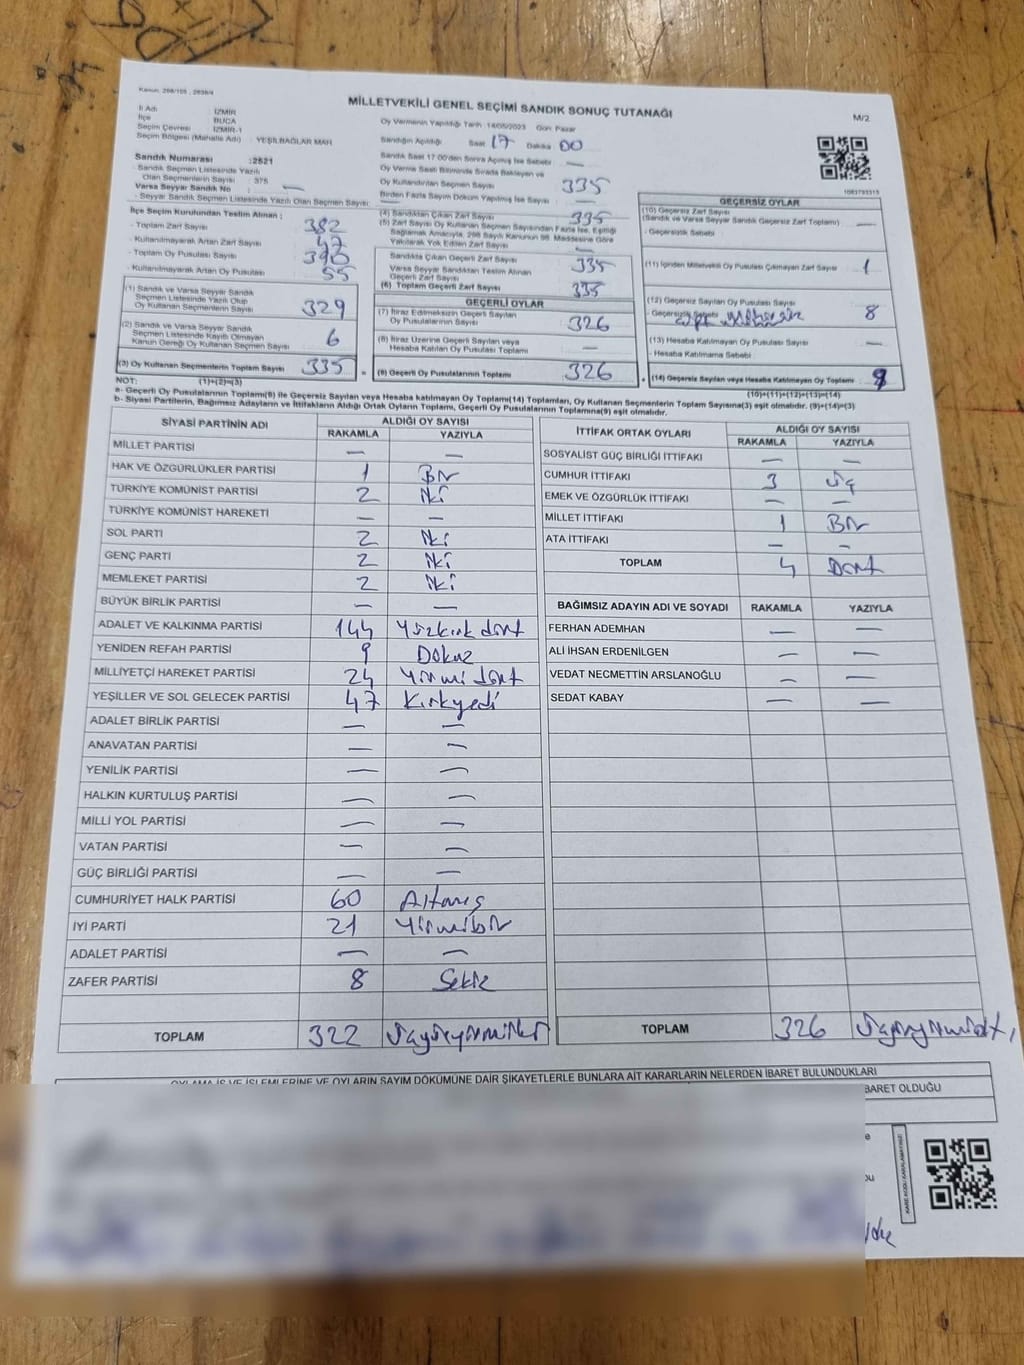 Kanun: 298/105 , 2839/4
MİLLETVEKİLİ GENEL SEÇİMİ SANDIK SONUÇ TUTANAĞI
M/2
İl Adı İZMİR
İlçe BUCA
Seçim Çevresi : İZMİR-1
Seçim Bölgesi (Mahalle Adı) : YEŞİLBAĞLAR MAH.
Oy Vermenin Yapıldığı Tarih : 14/05/2023 Gün: Pazar
Sandığın Açıldığı Saat 17 Dakika 00
Sandık Saat 17.00'den Sonra Açılmış İse Sebebi —
Oy Verme Saati Bitiminde Sırada Bekleyen ve
Oy Kullandırılan Seçmen Sayısı 335
Birden Fazla Sayım Döküm Yapılmış İse Sayısı —
Sandık Numarası :2521
Sandık Seçmen Listesinde Yazılı
Olan Seçmenlerin Sayısı : 375
Varsa Seyyar Sandık No : —
Seyyar Sandık Seçmen Listesinde Yazılı Olan Seçmen Sayısı —
İlçe Seçim Kurulundan Teslim Alınan ;
- Toplam Zarf Sayısı 382
- Kullanılmayarak Artan Zarf Sayısı 47
- Toplam Oy Pusulası Sayısı 390
- Kullanılmayarak Artan Oy Pusulası 55
(1) Sandık ve Varsa Seyyar Sandık
Seçmen Listesinde Yazılı Olup
Oy Kullanan Seçmenlerin Sayısı 329
(2) Sandık ve Varsa Seyyar Sandık
Seçmen Listesinde Kayıtlı Olmayan
Kanun Gereği Oy Kullanan Seçmen Sayısı 6
(3) Oy Kullanan Seçmenlerin Toplam Sayısı 335
(1)+(2)=(3)
(4) Sandıktan Çıkan Zarf Sayısı 335
(5) Zarf Sayısı Oy Kullanan Seçmen Sayısından Fazla İse, Eşitliği
Sağlamak Amacıyla, 298 Sayılı Kanunun 98. Maddesine Göre
Yakılarak Yok Edilen Zarf Sayısı —
Sandıkta Çıkan Geçerli Zarf Sayısı 335
Varsa Seyyar Sandıktan Teslim Alınan
Geçerli Zarf Sayısı
(6) Toplam Geçerli Zarf Sayısı 335
GEÇERLİ OYLAR
(7) İtiraz Edilmeksizin Geçerli Sayılan
Oy Pusulalarının Sayısı 326
(8) İtiraz Üzerine Geçerli Sayılan veya
Hesaba Katılan Oy Pusulası Toplamı —
(9) Geçerli Oy Pusulalarının Toplamı 326
1083793315
GEÇERSİZ OYLAR
(10) Geçersiz Zarf Sayısı
(Sandık ve Varsa Seyyar Sandık Geçersiz Zarf Toplamı) —
- Geçersizlik Sebebi
(11) İçinden Milletvekili Oy Pusulası Çıkmayan Zarf Sayısı 1
(12) Geçersiz Sayılan Oy Pusulası Sayısı 8
- Geçersizlik Sebebi
(13) Hesaba Katılmayan Oy Pusulası Sayısı —
- Hesaba Katılmama Sebebi
(14) Geçersiz Sayılan veya Hesaba Katılmayan Oy Toplamı 9
(10)+(11)+(12)+(13)=(14)
NOT:
a- Geçerli Oy Pusulaları Toplamı(9) ile Geçersiz Sayılan veya Hesaba katılmayan Oy Toplamı(14) Toplamları, Oy Kullanan Seçmenlerin Toplam Sayısına(3) eşit olmalıdır. (9)+(14)=(3)
b- Siyasi Partilerin, Bağımsız Adayların ve İttifakların Aldığı Ortak Oyların Toplamı, Geçerli Oy Pusulalarının Toplamına(9) eşit olmalıdır.
SİYASİ PARTİNİN ADI ALDIĞI OY SAYISI
RAKAMLA YAZIYLA
MİLLET PARTİSİ — —
HAK VE ÖZGÜRLÜKLER PARTİSİ 1 Bir
TÜRKİYE KOMÜNİST PARTİSİ 2 iki
TÜRKİYE KOMÜNİST HAREKETİ — —
SOL PARTİ 2 iki
GENÇ PARTİ 2 iki
MEMLEKET PARTİSİ 2 iki
BÜYÜK BİRLİK PARTİSİ — —
ADALET VE KALKINMA PARTİSİ 144 Yüzkırkdört
YENİDEN REFAH PARTİSİ 9 Dokuz
MİLLİYETÇİ HAREKET PARTİSİ 24 Yirmi dört
YEŞİLLER VE SOL GELECEK PARTİSİ 47 Kırkyedi
ADALET BİRLİK PARTİSİ — —
ANAVATAN PARTİSİ — —
YENİLİK PARTİSİ — —
HALKIN KURTULUŞ PARTİSİ — —
MİLLİ YOL PARTİSİ — —
VATAN PARTİSİ — —
GÜÇ BİRLİĞİ PARTİSİ — —
CUMHURİYET HALK PARTİSİ 60 Altmış
İYİ PARTİ 21 Yirmibir
ADALET PARTİSİ — —
ZAFER PARTİSİ 8 Sekiz
TOPLAM 322 üçyüzyirmiiki
İTTİFAK ORTAK OYLARI ALDIĞI OY SAYISI
RAKAMLA YAZIYLA
SOSYALİST GÜÇ BİRLİĞİ İTTİFAKI — —
CUMHUR İTTİFAKI 3 üç
EMEK VE ÖZGÜRLÜK İTTİFAKI — —
MİLLET İTTİFAKI 1 Bir
ATA İTTİFAKI — —
TOPLAM 4 Dört
BAĞIMSIZ ADAYIN ADI VE SOYADI RAKAMLA YAZIYLA
FERHAN ADEMHAN — —
ALİ İHSAN ERDENİLGEN — —
VEDAT NECMETTİN ARSLANOĞLU — —
SEDAT KABAY — —
TOPLAM 326 üçyüzyirmialtı
OYLAMA İŞ VE İŞLEMLERİNE VE OYLARIN SAYIM DÖKÜMÜNE DAİR ŞİKAYETLERLE BUNLARA AİT KARARLARIN NELERDEN İBARET BULUNDUKLARI
BARET OLDUĞU